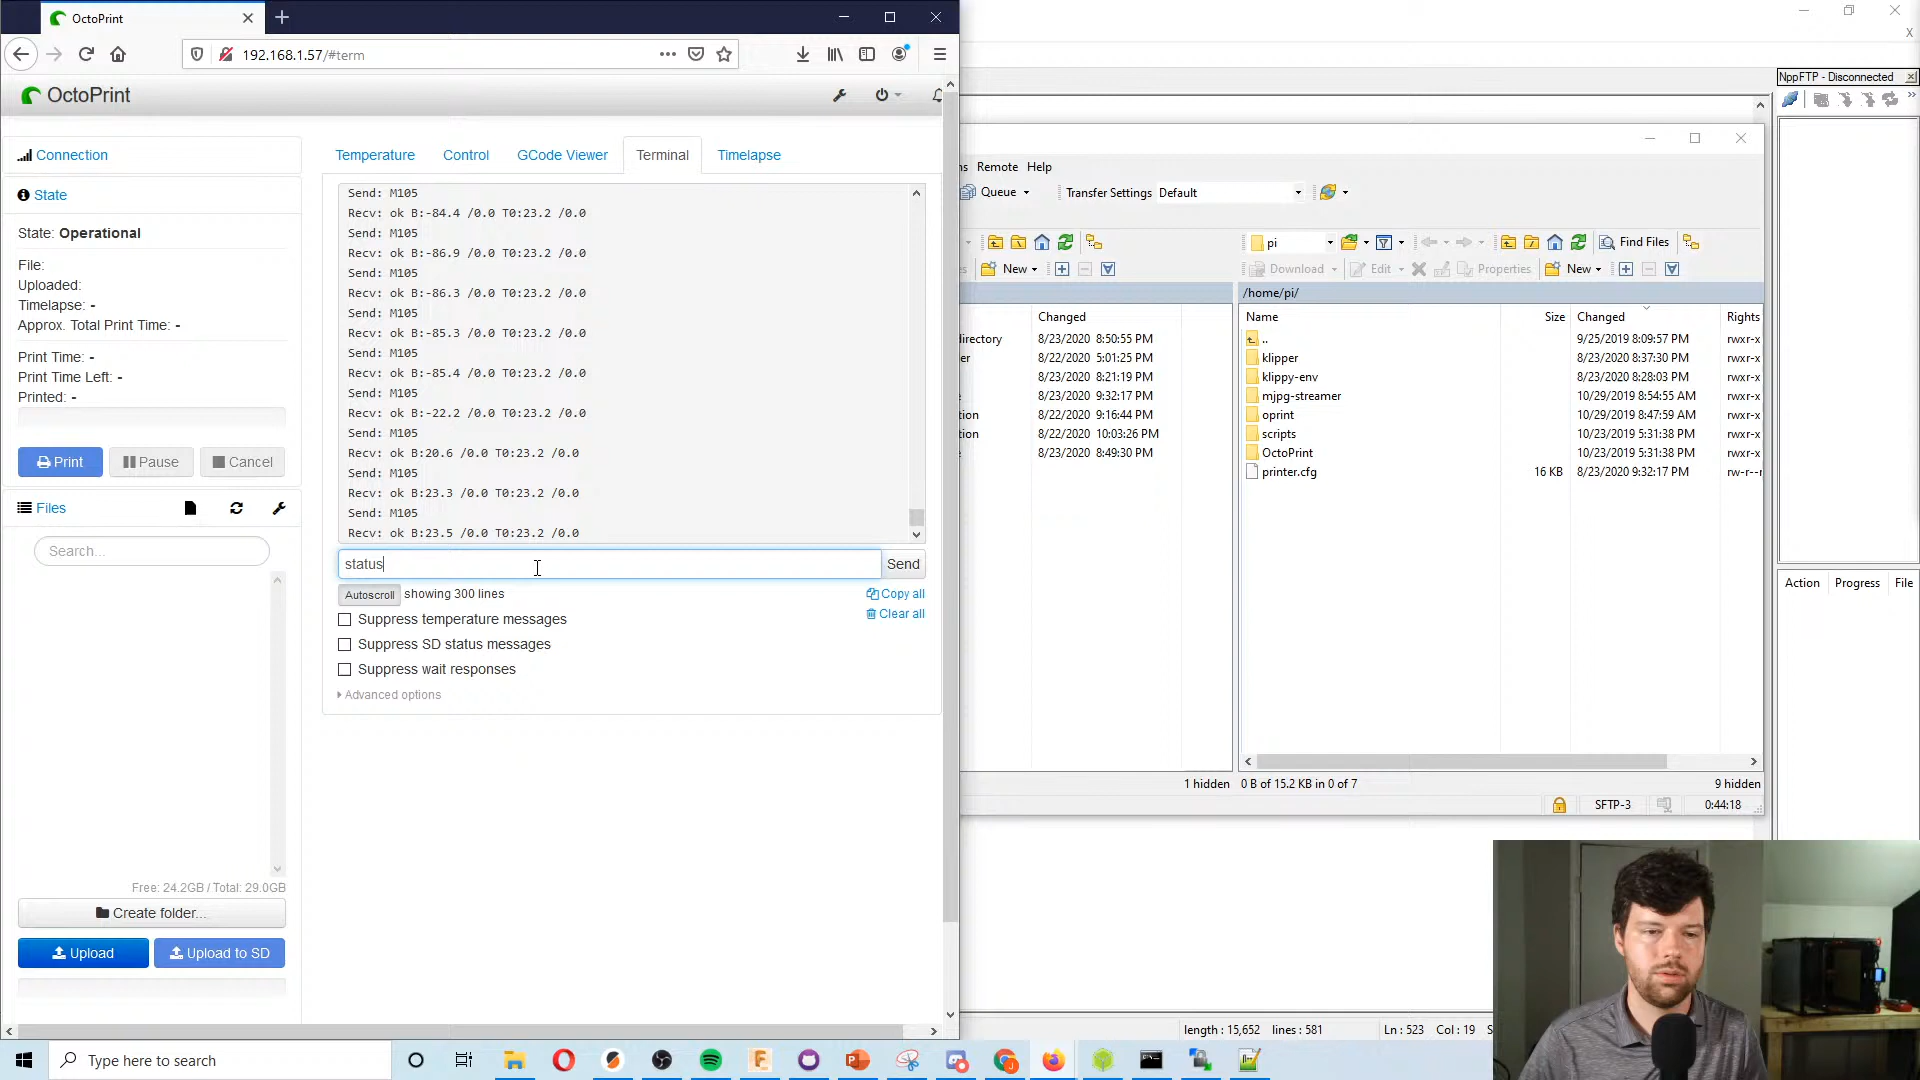 OctoPrint
192.168.1.57/#term
OctoPrint
Connection
State
State: Operational
File:
Uploaded:
Timelapse: -
Approx. Total Print Time: -
Print Time: -
Print Time Left: -
Printed: -
Print
Pause
Cancel
Files
Search...
Free: 24.2GB / Total: 29.0GB
Create folder...
Upload
Upload to SD
Temperature
Control
GCode Viewer
Terminal
Timelapse
Send: M105
Recv: ok B:-84.4 /0.0 T0:23.2 /0.0
Send: M105
Recv: ok B:-86.9 /0.0 T0:23.2 /0.0
Send: M105
Recv: ok B:-86.3 /0.0 T0:23.2 /0.0
Send: M105
Recv: ok B:-85.3 /0.0 T0:23.2 /0.0
Send: M105
Recv: ok B:-85.4 /0.0 T0:23.2 /0.0
Send: M105
Recv: ok B:-22.2 /0.0 T0:23.2 /0.0
Send: M105
Recv: ok B:20.6 /0.0 T0:23.2 /0.0
Send: M105
Recv: ok B:23.3 /0.0 T0:23.2 /0.0
Send: M105
Recv: ok B:23.5 /0.0 T0:23.2 /0.0
status
Send
Autoscroll showing 300 lines
Copy all
Clear all
Suppress temperature messages
Suppress SD status messages
Suppress wait responses
Advanced options
ns Remote Help
Queue
Transfer Settings Default
pi
Find Files
es
New
Download
Edit
Properties
New
/home/pi/
Changed
irectory 8/23/2020 8:50:55 PM
er 8/22/2020 5:01:25 PM
8/23/2020 8:21:19 PM
e 8/23/2020 9:32:17 PM
tion 8/22/2020 9:16:44 PM
tion 8/22/2020 10:03:26 PM
e 8/23/2020 8:49:30 PM
Name Size Changed Rights
.. 9/25/2019 8:09:57 PM rwxr-x
klipper 8/23/2020 8:37:30 PM rwxr-x
klippy-env 8/23/2020 8:28:03 PM rwxr-x
mjpg-streamer 10/29/2019 8:54:55 AM rwxr-x
oprint 10/29/2019 8:47:59 AM rwxr-x
scripts 10/23/2019 5:31:38 PM rwxr-x
OctoPrint 10/23/2019 5:31:38 PM rwxr-x
printer.cfg 16 KB 8/23/2020 9:32:17 PM rw-r--r
1 hidden
0 B of 15.2 KB in 0 of 7
9 hidden
SFTP-3
0:44:18
NppFTP - Disconnected
Action Progress File
length : 15,652 lines : 581
Ln : 523 Col : 19 S
Type here to search